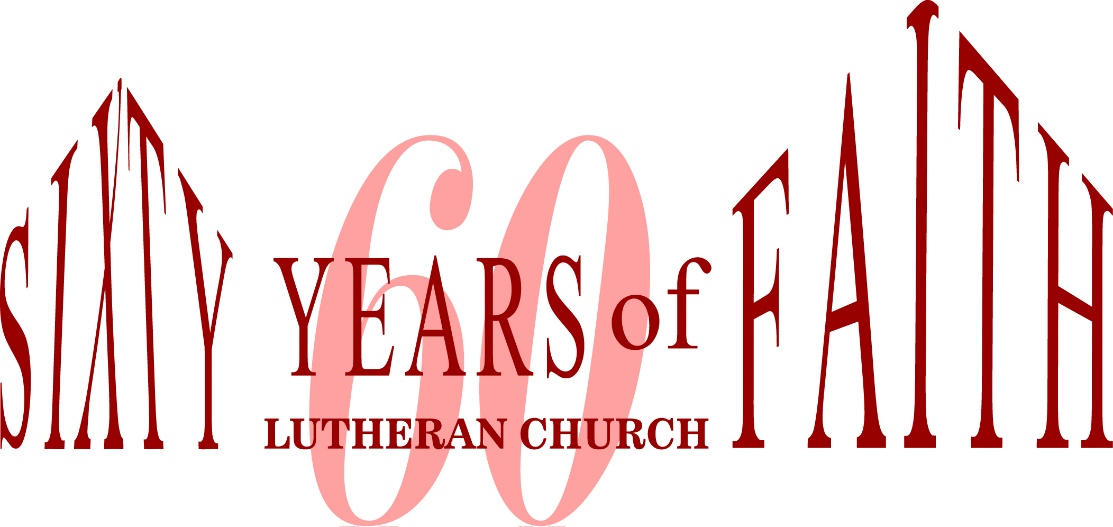 SIXTY YEARS of FAITH
60
LUTHERAN CHURCH